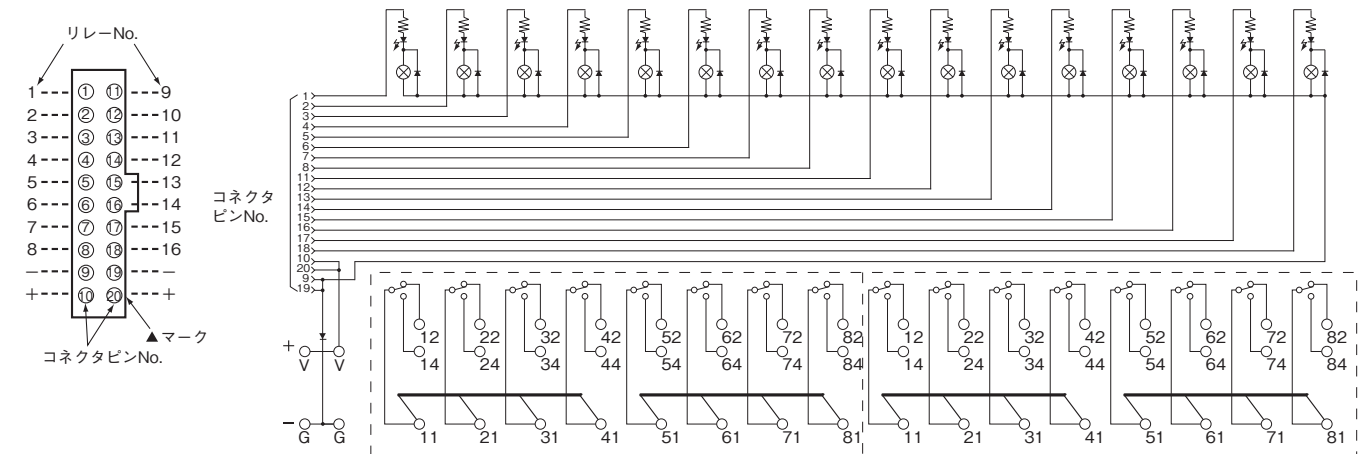 リレーNo.
1 ① ⑪ 9
2 ② ⑫ 10
3 ③ ⑬ 11
4 ④ ⑭ 12
5 ⑤ ⑮ 13
6 ⑥ ⑯ 14
7 ⑦ ⑰ 15
8 ⑧ ⑱ 16
− ⑨ ⑲ −
+ ⑩ ⑳ +
▲マーク
コネクタピンNo.
コネクタ
ピンNo.
1
2
3
4
5
6
7
8
11
12
13
14
15
16
17
18
10
20
9
19
12 22 32 42 52 62 72 82 12 22 32 42 52 62 72 82
+ V V
14 24 34 44 54 64 74 84 14 24 34 44 54 64 74 84
− G G
11 21 31 41 51 61 71 81 11 21 31 41 51 61 71 81